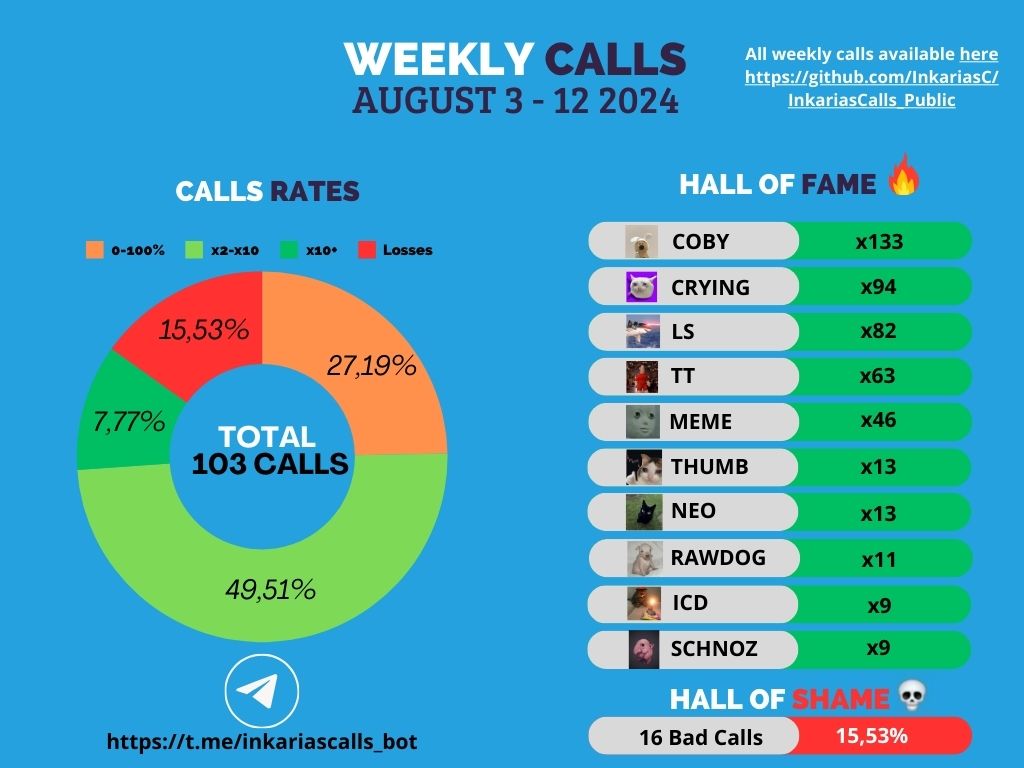 WEEKLY CALLS
AUGUST 3 - 12 2024
All weekly calls available here
https://github.com/InkariasC/
InkariasCalls_Public
CALLS RATES
0-100% x2-x10 x10+ Losses
15,53%
27,19%
7,77%
TOTAL
103 CALLS
49,51%
https://t.me/inkariascalls_bot
HALL OF FAME 🔥
COBY x133
CRYING x94
LS x82
TT x63
MEME x46
THUMB x13
NEO x13
RAWDOG x11
ICD x9
SCHNOZ x9
HALL OF SHAME 💀
16 Bad Calls 15,53%